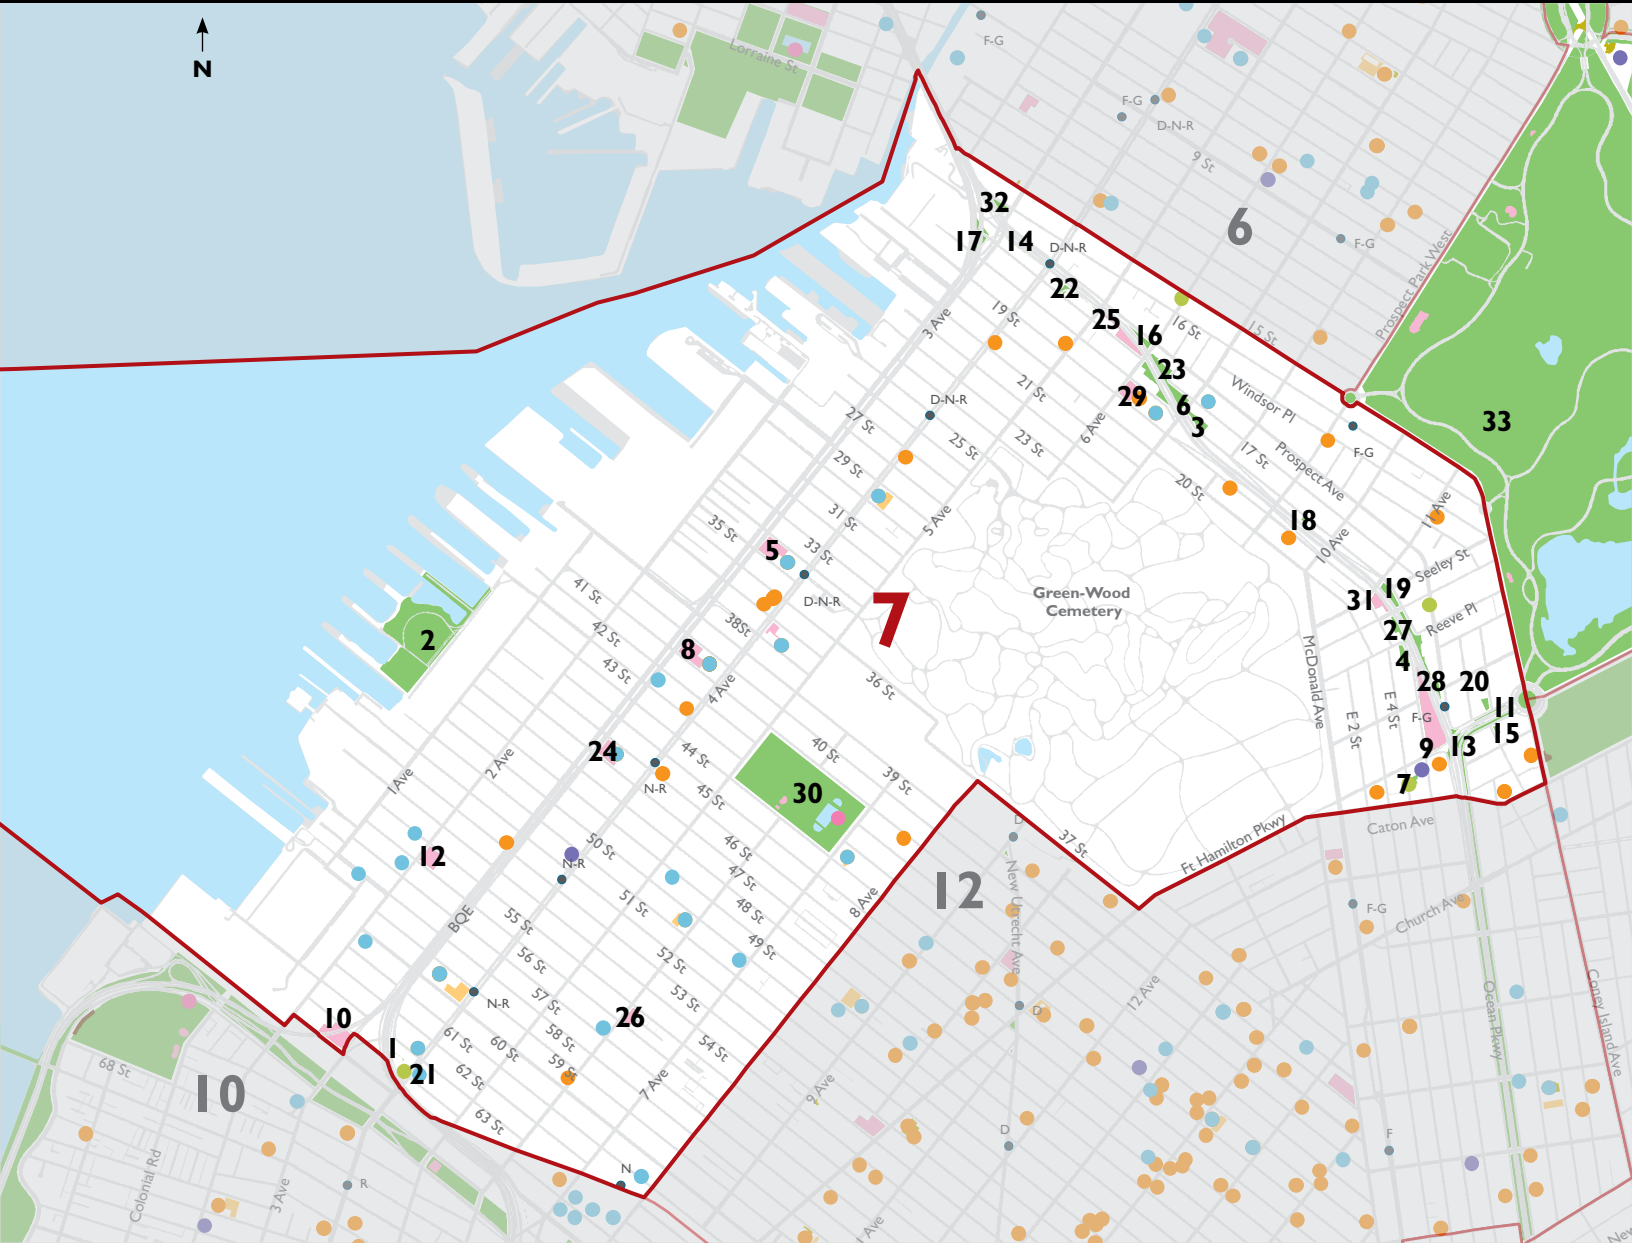 N
Lorraine St
F-G
F-G
D-N-R
9 St
6
F-G
Prospect Park West
32
17
14
D-N-R
22
25
16
16 St
15 St
3 Ave
19 St
23
29
6
3
Windsor Pl
21 St
6 Ave
D-N-R
27 St
25 St
23 St
17 St
Prospect Ave
F-G
33
29 St
20 St
11 Ave
31 St
5 Ave
18
10 Ave
35 St
5
33 St
D-N-R
7
Green-Wood
Cemetery
Seeley St
31
19
Reeve Pl
27
41 St
42 St
38St
2
8
43 St
4 Ave
36 St
McDonald Ave
4
28
20
E 4 St
E 2 St
F-G
11
15
9
13
7
24
44 St
N-R
40 St
39 St
30
1 Ave
2 Ave
45 St
46 St
47 St
48 St
49 St
12
50 St
N-R
51 St
8 Ave
37 St
Ft Hamilton Pkwy
Caton Ave
12
D
New Utrecht Ave
F-G
Church Ave
BQE
55 St
56 St
52 St
53 St
57 St
N-R
58 St
26
54 St
10
1
21
61 St
60 St
59 St
62 St
7 Ave
63 St
N
D
12 Ave
9 Ave
D
Ocean Pkwy
Coney Island Ave
F
68 St
10
Colonial Rd
3 Ave
R